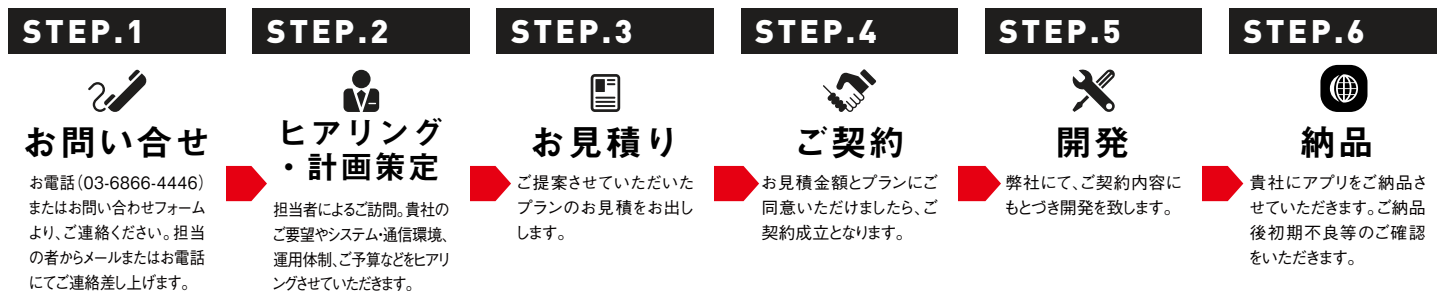 STEP.1
お問い合せ
お電話(03-6866-4446)
またはお問い合わせフォーム
より、ご連絡ください。担当
の者からメールまたはお電話
にてご連絡差し上げます。
STEP.2
ヒアリング
・計画策定
担当者によるご訪問。貴社の
ご要望やシステム・通信環境、
運用体制、ご予算などをヒアリ
ングさせていただきます。
STEP.3
お見積り
ご提案させていただいた
プランのお見積をお出し
します。
STEP.4
ご契約
お見積金額とプランにご
同意いただけましたら、ご
契約成立となります。
STEP.5
開発
弊社にて、ご契約内容に
もとづき開発を致します。
STEP.6
納品
貴社にアプリをご納品さ
せていただきます。ご納品
後初期不良等のご確認
をいただきます。